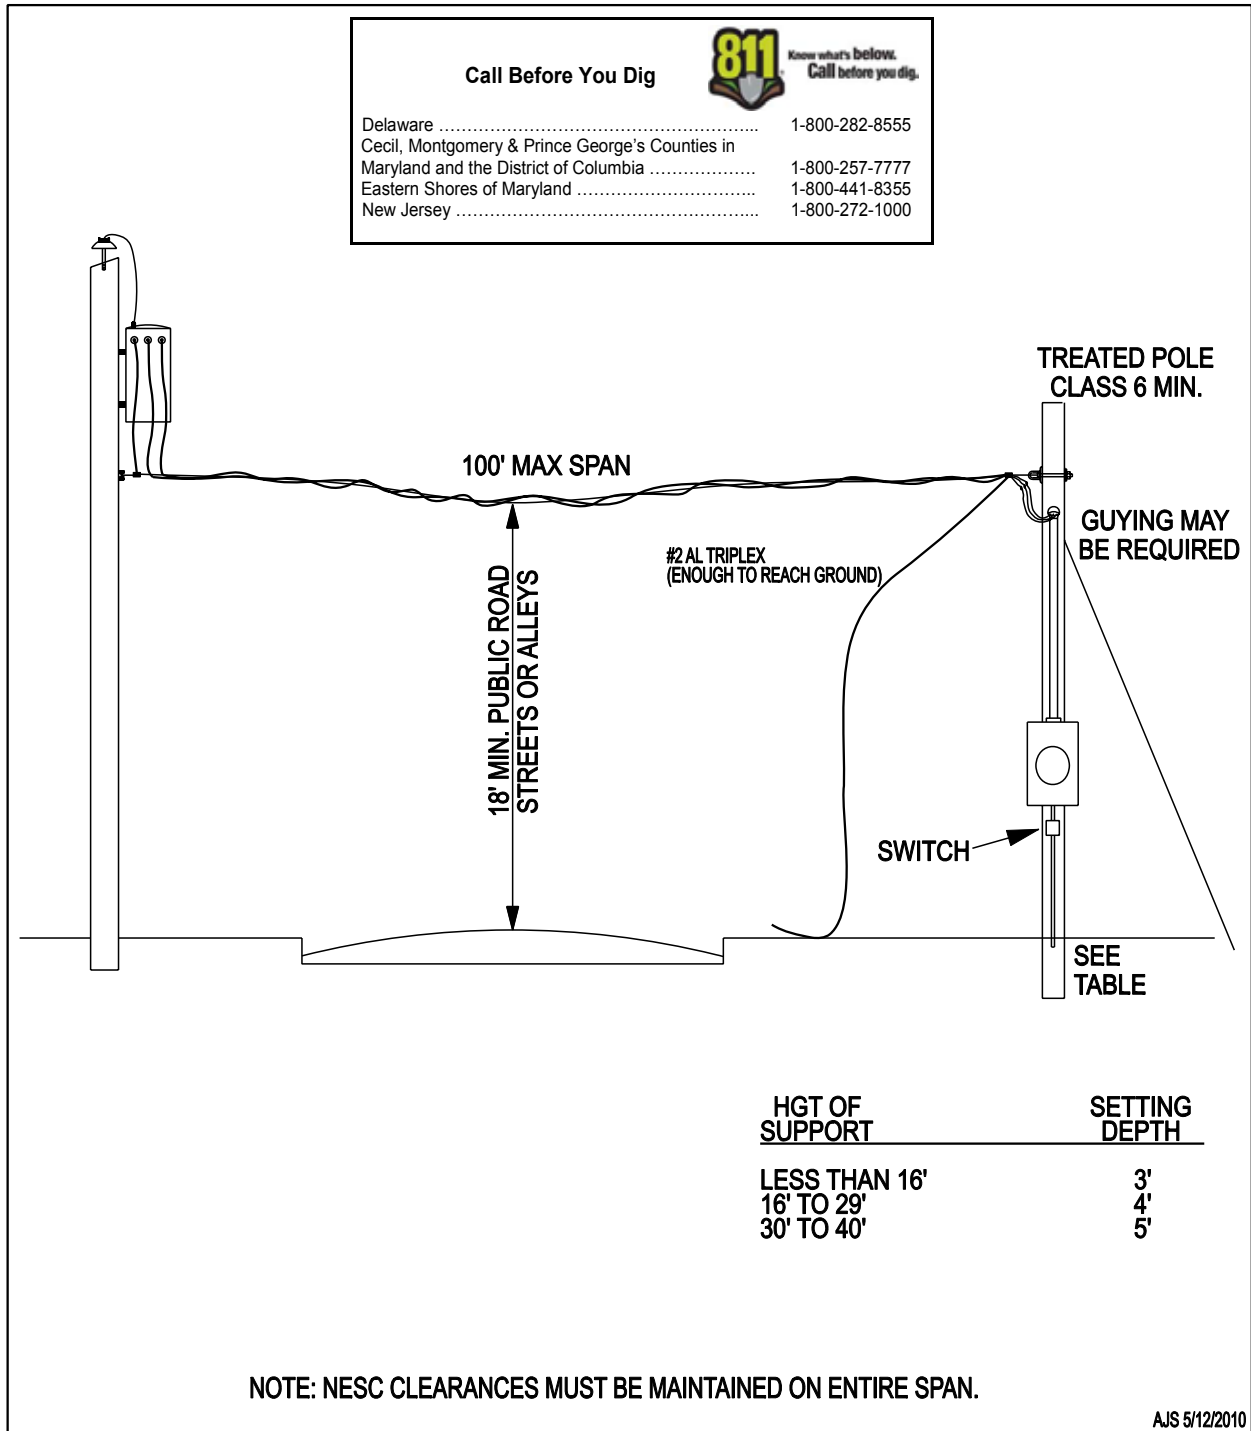 Call Before You Dig
811
Know what's below.
Call before you dig.
Delaware ………………………………………………... 1-800-282-8555
Cecil, Montgomery & Prince George's Counties in
Maryland and the District of Columbia ………………. 1-800-257-7777
Eastern Shores of Maryland ………………………….. 1-800-441-8355
New Jersey …………………………………………….... 1-800-272-1000
TREATED POLE
CLASS 6 MIN.
100' MAX SPAN
GUYING MAY
BE REQUIRED
#2 AL TRIPLEX
(ENOUGH TO REACH GROUND)
18' MIN. PUBLIC ROAD
STREETS OR ALLEYS
SWITCH
SEE
TABLE
HGT OF SUPPORT SETTING DEPTH
LESS THAN 16' 3'
16' TO 29' 4'
30' TO 40' 5'
NOTE: NESC CLEARANCES MUST BE MAINTAINED ON ENTIRE SPAN.
AJS 5/12/2010